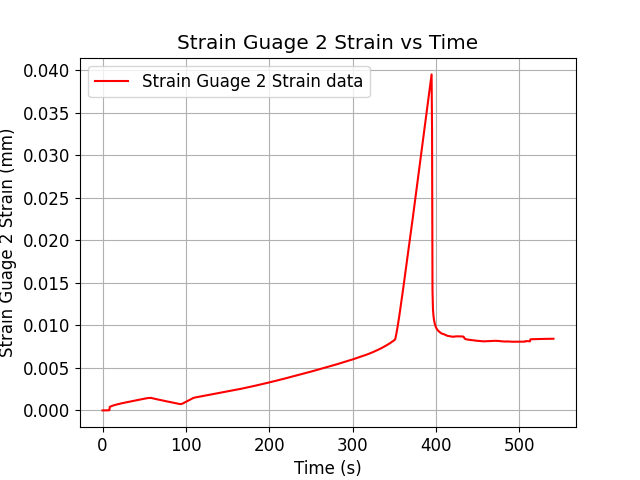 Strain Guage 2 Strain vs Time
Strain Guage 2 Strain data
Strain Guage 2 Strain (mm)
0.040
0.035
0.030
0.025
0.020
0.015
0.010
0.005
0.000
0 100 200 300 400 500
Time (s)